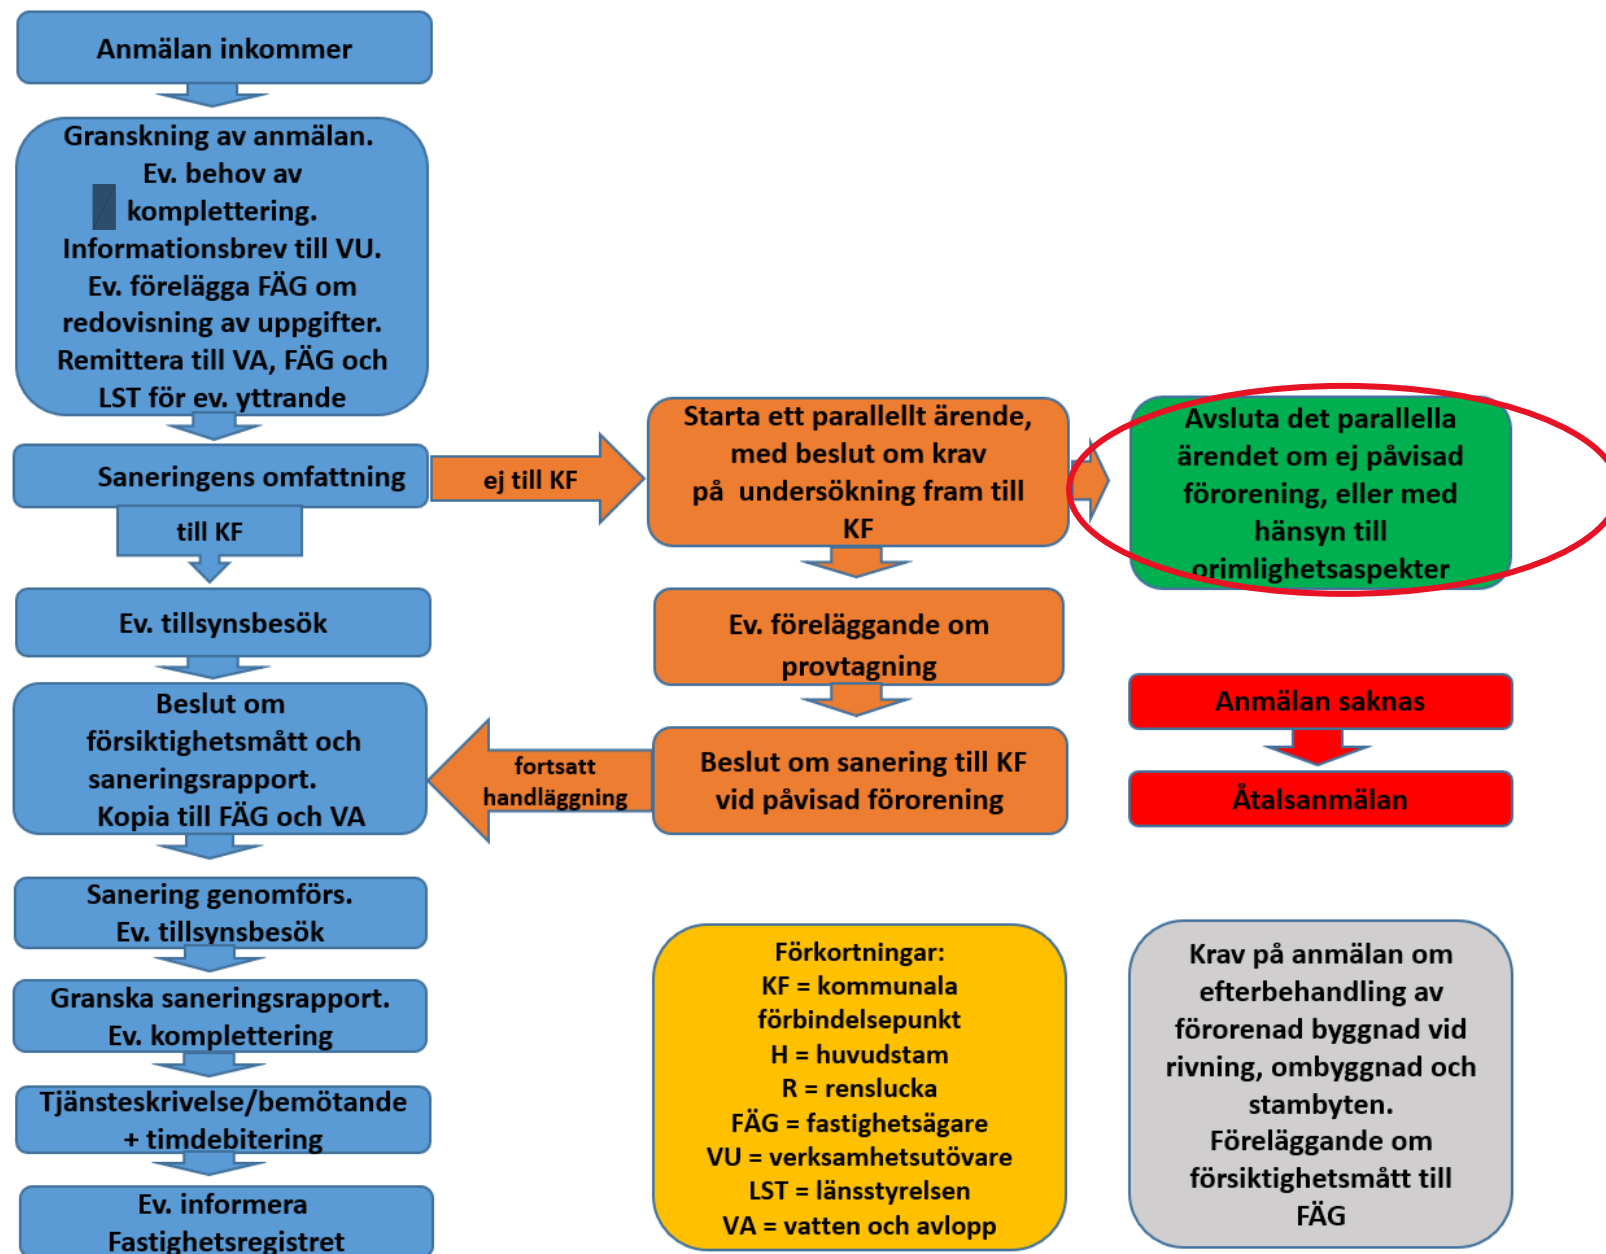 Anmälan inkommer
Granskning av anmälan.
Ev. behov av
komplettering.
Informationsbrev till VU.
Ev. förelägga FÄG om
redovisning av uppgifter.
Remittera till VA, FÄG och
LST för ev. yttrande
Saneringens omfattning
till KF
Ev. tillsynsbesök
Beslut om
försiktighetsmått och
saneringsrapport.
Kopia till FÄG och VA
Sanering genomförs.
Ev. tillsynsbesök
Granska saneringsrapport.
Ev. komplettering
Tjänsteskrivelse/bemötande
+ timdebitering
Ev. informera
Fastighetsregistret
ej till KF
Starta ett parallellt ärende,
med beslut om krav
på undersökning fram till
KF
Ev. föreläggande om
provtagning
Beslut om sanering till KF
vid påvisad förorening
fortsatt
handläggning
Avsluta det parallella
ärendet om ej påvisad
förorening, eller med
hänsyn till
orimlighetsaspekter
Anmälan saknas
Åtalsanmälan
Förkortningar:
KF = kommunala
förbindelsepunkt
H = huvudstam
R = renslucka
FÄG = fastighetsägare
VU = verksamhetsutövare
LST = länsstyrelsen
VA = vatten och avlopp
Krav på anmälan om
efterbehandling av
förorenad byggnad vid
rivning, ombyggnad och
stambyten.
Föreläggande om
försiktighetsmått till
FÄG